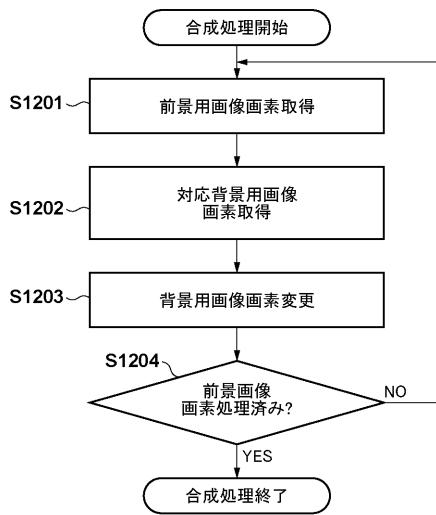 合成処理開始
S1201
前景用画像画素取得
S1202
対応背景用画像
画素取得
S1203
背景用画像画素変更
S1204
前景画像
画素処理済み?
NO
YES
合成処理終了